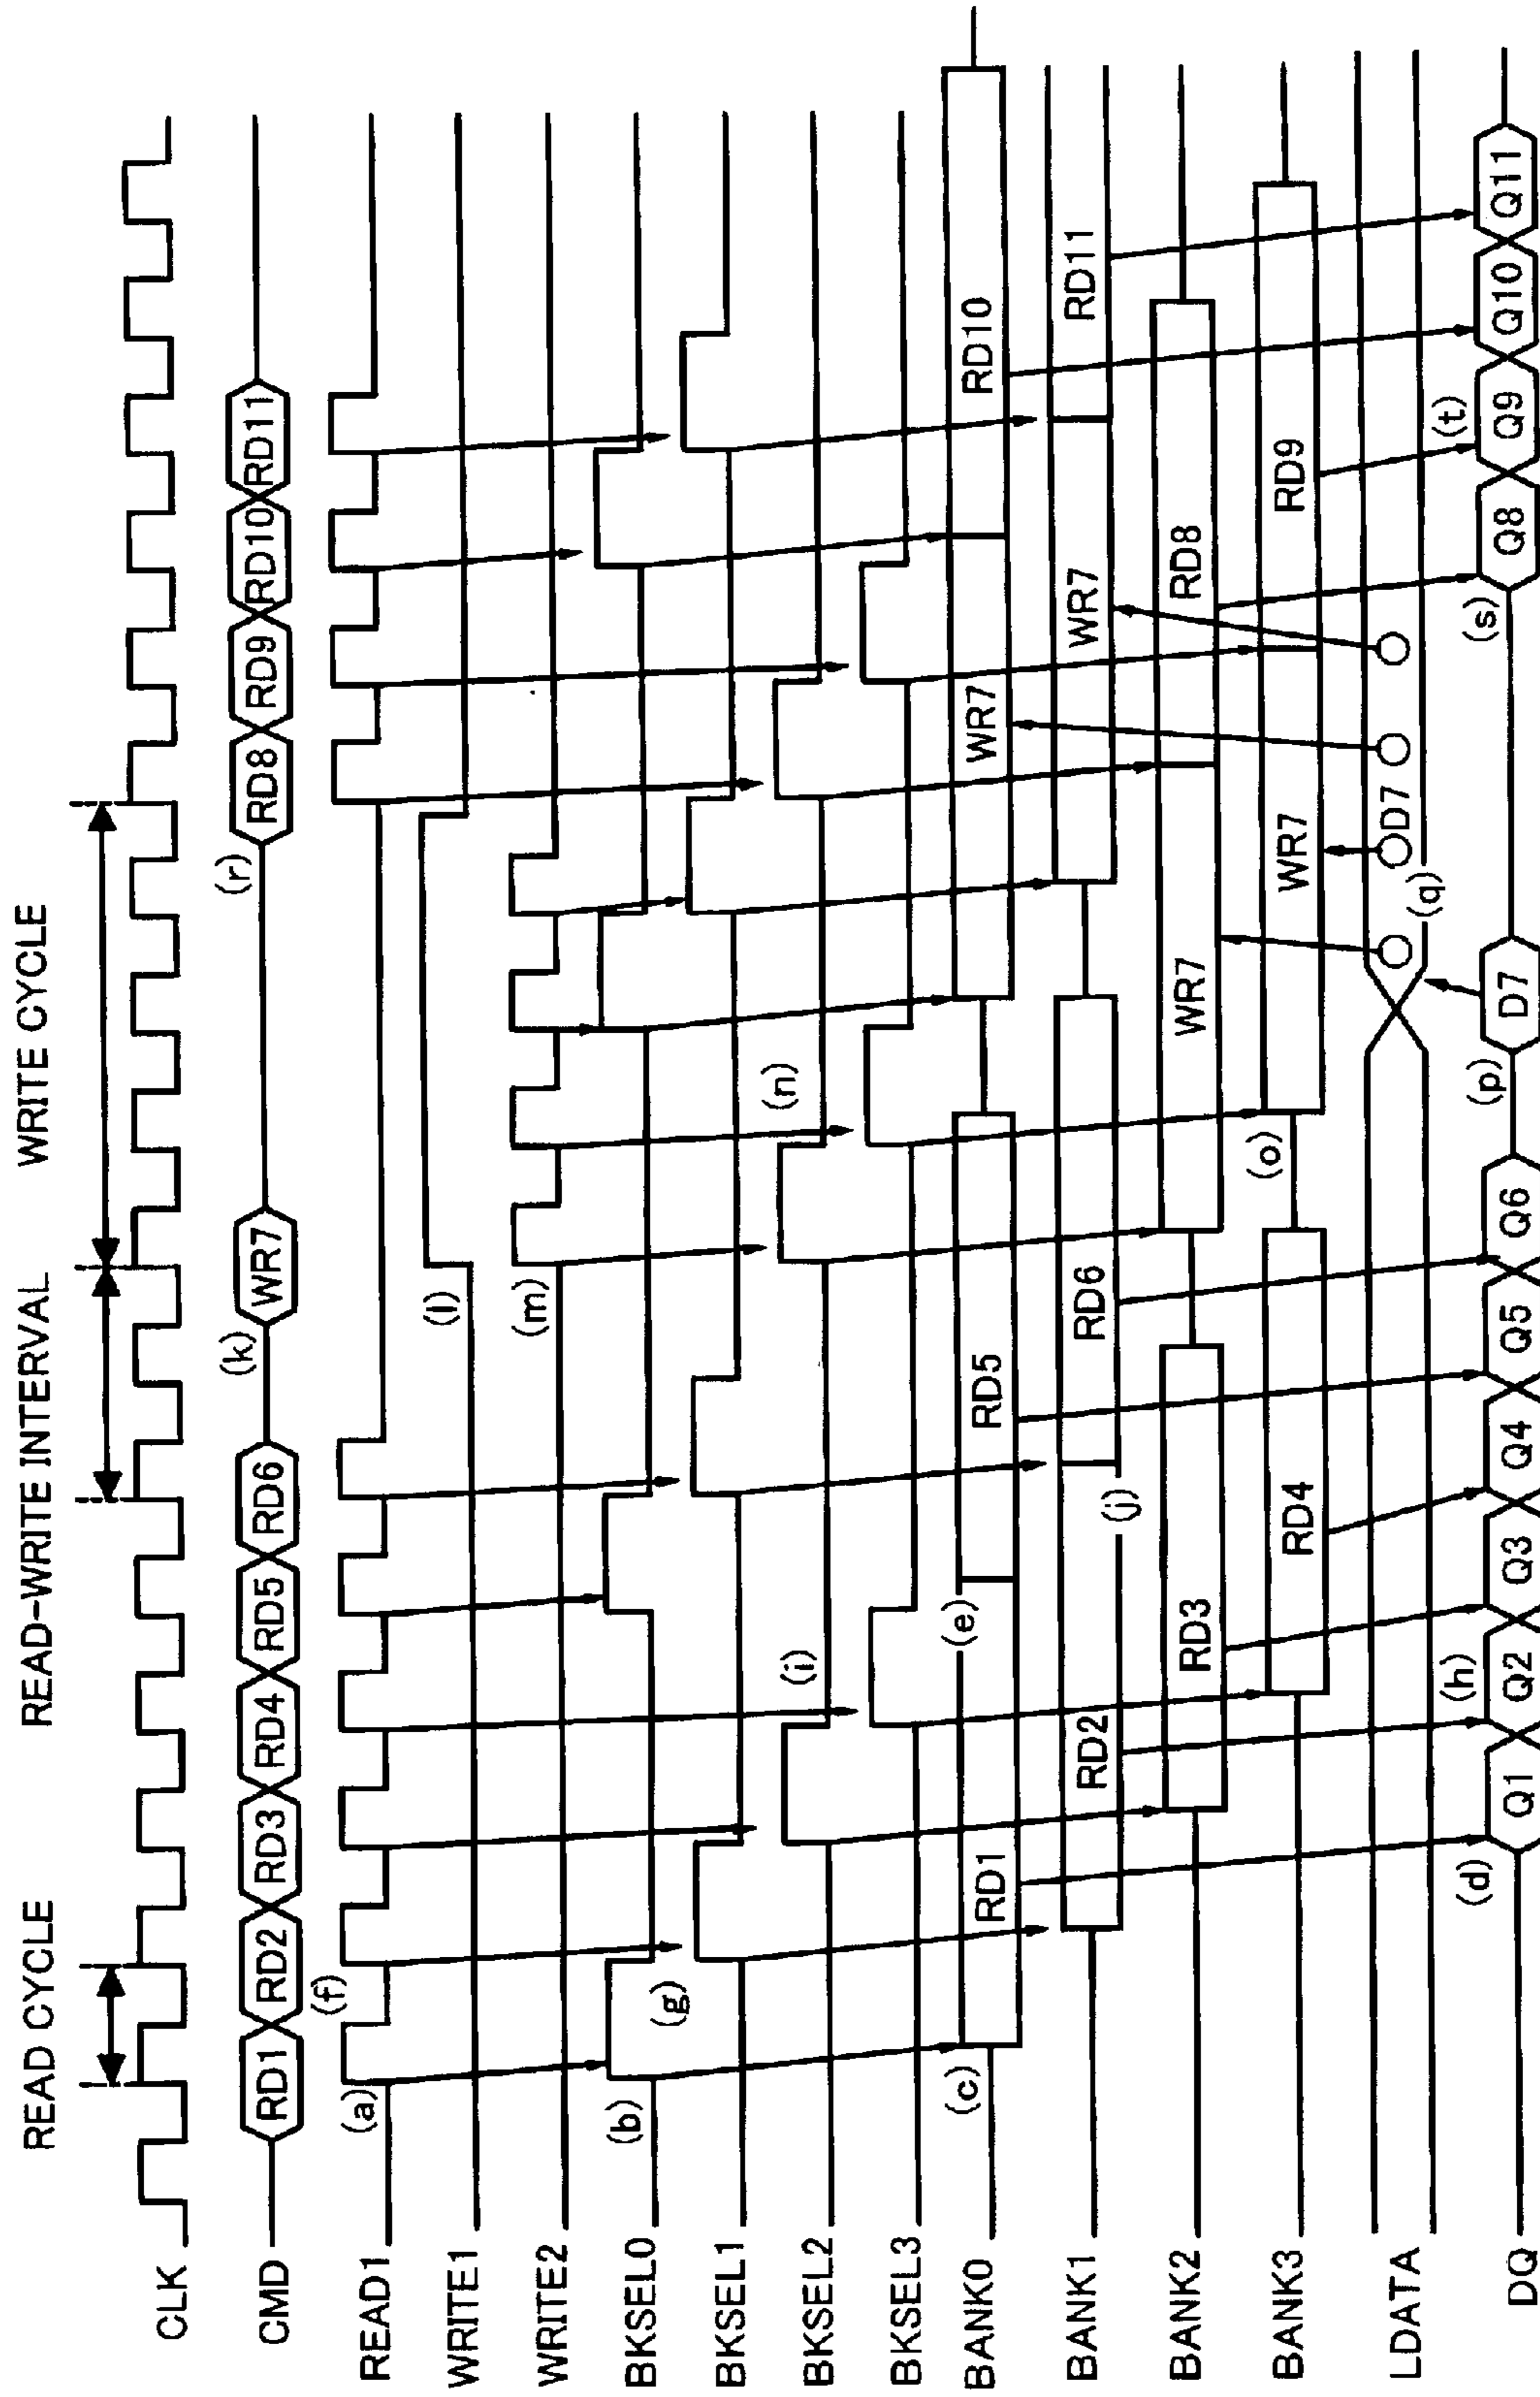 READ CYCLE READ-WRITE INTERVAL WRITE CYCLE
CLK
(k) (r)
CMD RD1 RD2 RD3 RD4 RD5 RD6 WR7 RD8 RD9 RD10 RD11
(a) (f)
READ1
(l)
WRITE1
(m)
WRITE2
(b)
BKSEL0
(g)
BKSEL1
(i) (n)
BKSEL2
BKSEL3
(c) (e)
BANK0 RD1 RD5 WR7 RD10
BANK1 RD2 RD6 WR7 RD11
(j)
BANK2 RD3 WR7 RD8
(o)
BANK3 RD4 WR7 RD9
LDATA D7
(q)
(d) (h) (p) (s) (t)
DQ Q1 Q2 Q3 Q4 Q5 Q6 D7 Q8 Q9 Q10 Q11